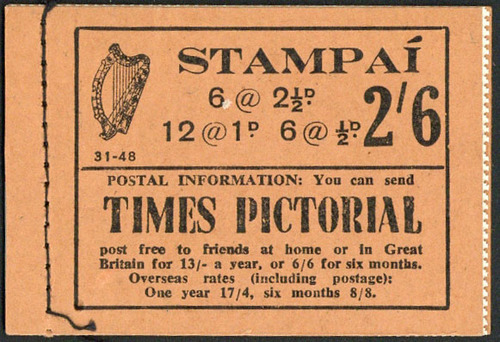 STAMPAÍ
6 @ 2½D.
12 @ 1D. 6 @ ½D. 2/6
31-48
POSTAL INFORMATION: You can send
TIMES PICTORIAL
post free to friends at home or in Great
Britain for 13/- a year, or 6/6 for six months.
Overseas rates (including postage):
One year 17/4, six months 8/8.